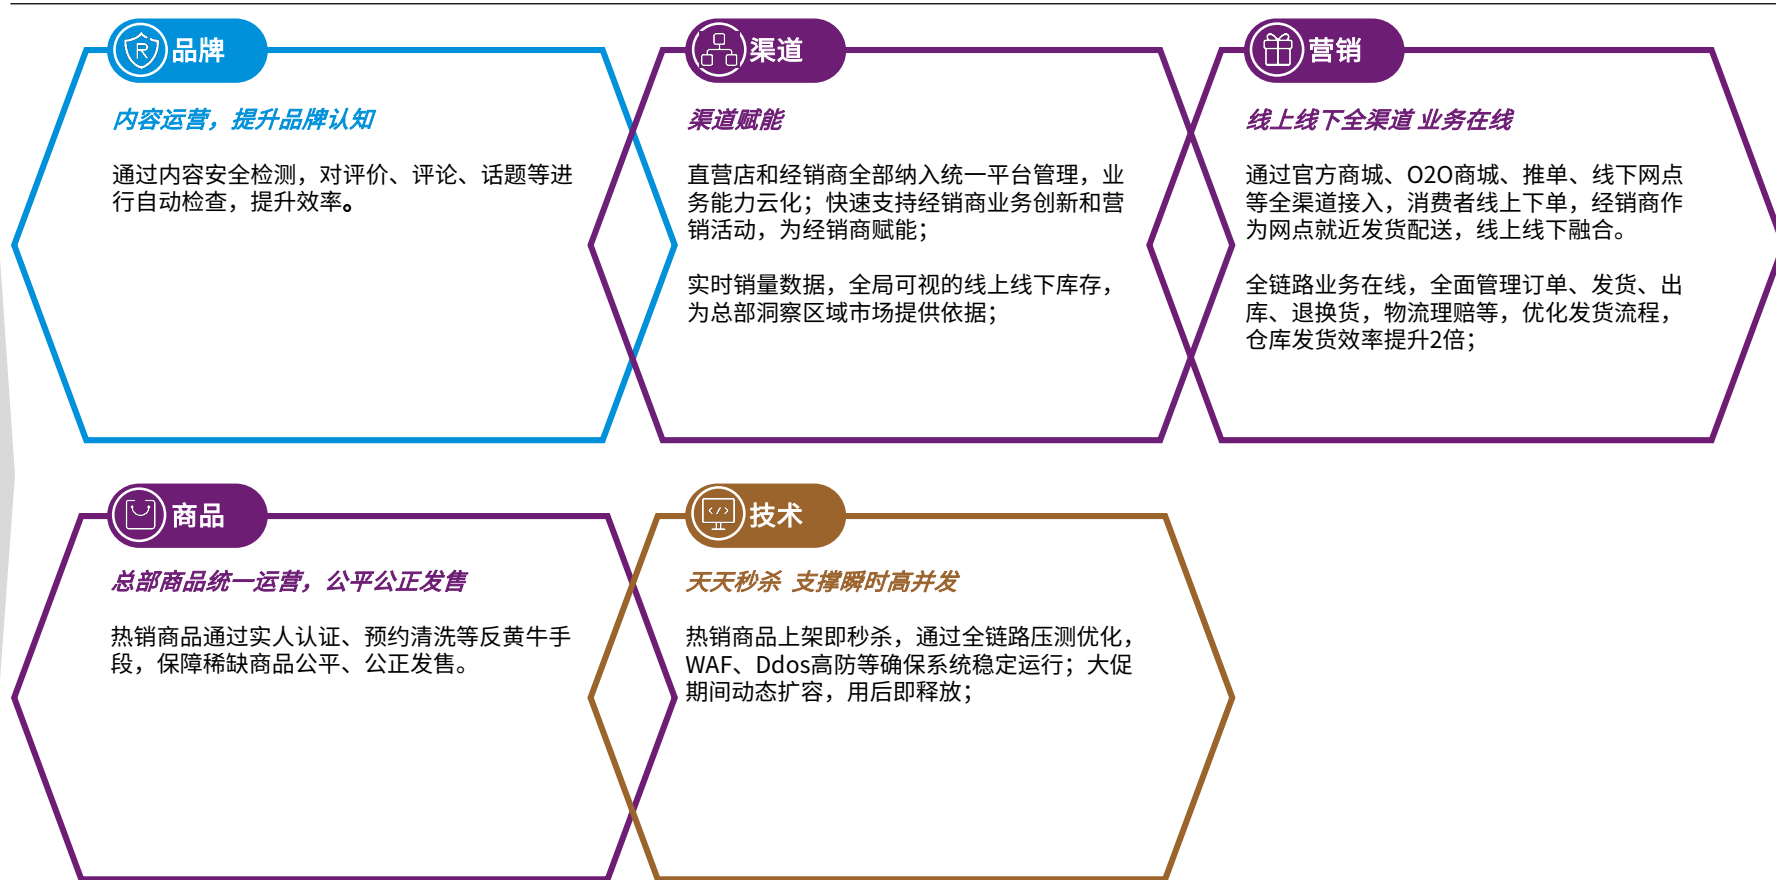 品牌
内容运营，提升品牌认知
通过内容安全检测，对评价、评论、话题等进
行自动检查，提升效率。
渠道
渠道赋能
直营店和经销商全部纳入统一平台管理，业
务能力云化；快速支持经销商业务创新和营
销活动，为经销商赋能；
实时销量数据，全局可视的线上线下库存，
为总部洞察区域市场提供依据；
营销
线上线下全渠道 业务在线
通过官方商城、O2O商城、推单、线下网点
等全渠道接入，消费者线上下单，经销商作
为网点就近发货配送，线上线下融合。
全链路业务在线，全面管理订单、发货、出
库、退换货，物流理赔等，优化发货流程，
仓库发货效率提升2倍；
商品
总部商品统一运营，公平公正发售
热销商品通过实人认证、预约清洗等反黄牛手
段，保障稀缺商品公平、公正发售。
技术
天天秒杀 支撑瞬时高并发
热销商品上架即秒杀，通过全链路压测优化，
WAF、Ddos高防等确保系统稳定运行；大促
期间动态扩容，用后即释放；